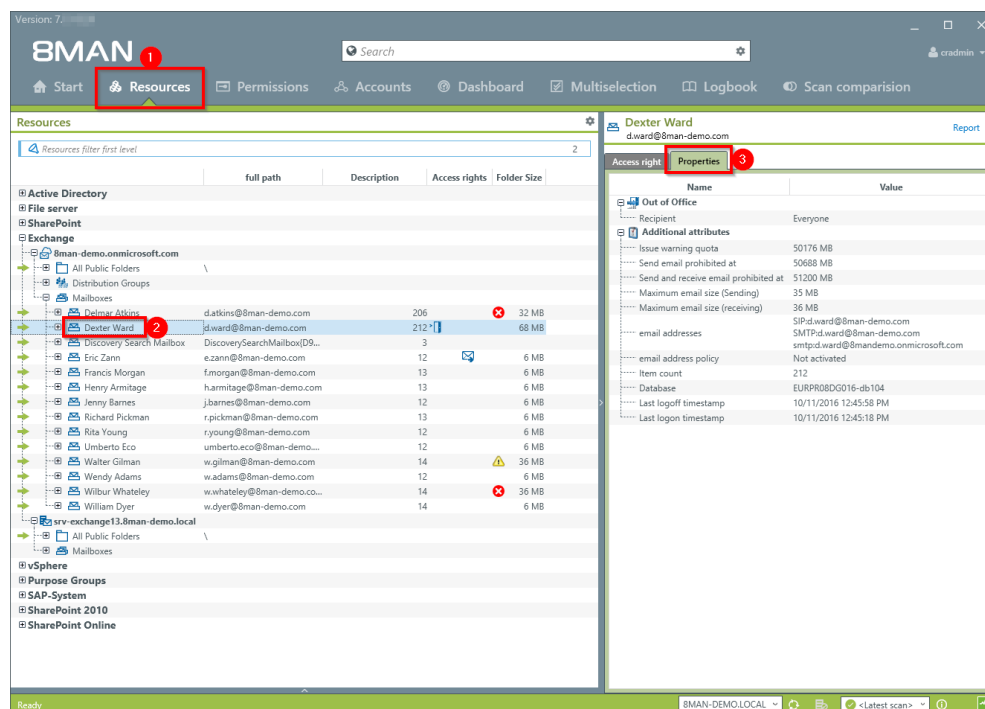 Version: 7.
8MAN
1
Search
cradmin
Start
Resources
Permissions
Accounts
Dashboard
Multiselection
Logbook
Scan comparision
Resources
Resources filter first level
2
full path Description Access rights Folder Size
Active Directory
File server
SharePoint
Exchange
8man-demo.onmicrosoft.com
All Public Folders \
Distribution Groups
Mailboxes
Delmar Atkins d.atkins@8man-demo.com 206 32 MB
Dexter Ward 2 d.ward@8man-demo.com 212 68 MB
Discovery Search Mailbox DiscoverySearchMailbox{D9... 3
Eric Zann e.zann@8man-demo.com 12 6 MB
Francis Morgan f.morgan@8man-demo.com 13 6 MB
Henry Armitage h.armitage@8man-demo.com 13 6 MB
Jenny Barnes j.barnes@8man-demo.com 12 6 MB
Richard Pickman r.pickman@8man-demo.com 13 6 MB
Rita Young r.young@8man-demo.com 12 6 MB
Umberto Eco umberto.eco@8man-demo.... 12 6 MB
Walter Gilman w.gilman@8man-demo.com 14 36 MB
Wendy Adams w.adams@8man-demo.com 12 6 MB
Wilbur Whateley w.whateley@8man-demo.co... 14 36 MB
William Dyer w.dyer@8man-demo.com 14 6 MB
srv-exchange13.8man-demo.local
All Public Folders \
Mailboxes
vSphere
Purpose Groups
SAP-System
SharePoint 2010
SharePoint Online
Dexter Ward
d.ward@8man-demo.com
Report
Access right Properties 3
Name Value
Out of Office
Recipient Everyone
Additional attributes
Issue warning quota 50176 MB
Send email prohibited at 50688 MB
Send and receive email prohibited at 51200 MB
Maximum email size (Sending) 35 MB
Maximum email size (receiving) 36 MB
SIP:d.ward@8man-demo.com
email addresses SMTP:d.ward@8man-demo.com
smtp:d.ward@8mandemo.onmicrosoft.com
email address policy Not activated
Item count 212
Database EURPR08DG016-db104
Last logoff timestamp 10/11/2016 12:45:58 PM
Last logon timestamp 10/11/2016 12:45:18 PM
Ready
8MAN-DEMO.LOCAL
<Latest scan>